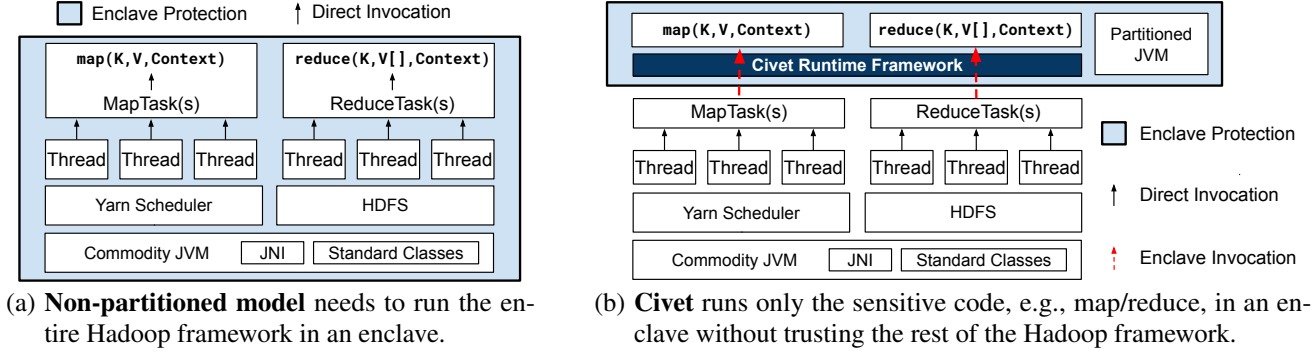 Enclave Protection
Direct Invocation
map(K,V,Context)
reduce(K,V[],Context)
MapTask(s)
ReduceTask(s)
Thread Thread Thread Thread Thread Thread
Yarn Scheduler
HDFS
Commodity JVM
JNI
Standard Classes
(a) Non-partitioned model needs to run the en-
tire Hadoop framework in an enclave.
map(K,V,Context)
reduce(K,V[],Context)
Partitioned
JVM
Civet Runtime Framework
MapTask(s)
ReduceTask(s)
Thread Thread Thread Thread Thread Thread
Yarn Scheduler
HDFS
Commodity JVM
JNI
Standard Classes
Enclave Protection
Direct Invocation
Enclave Invocation
(b) Civet runs only the sensitive code, e.g., map/reduce, in an en-
clave without trusting the rest of the Hadoop framework.